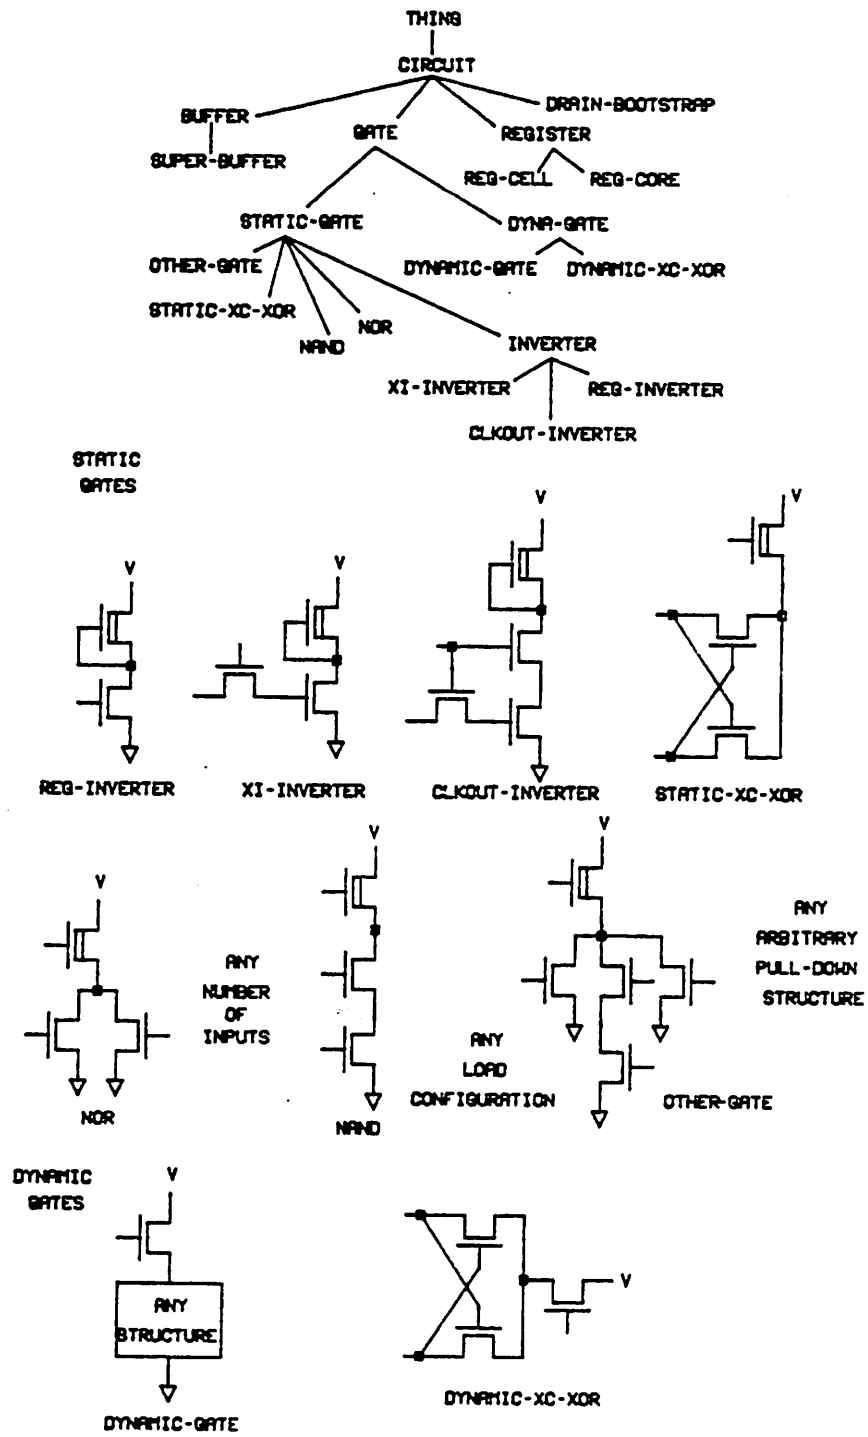 THING
CIRCUIT
BUFFER
GATE
REGISTER
DRAIN-BOOTSTRAP
SUPER-BUFFER
REG-CELL
REG-CORE
STATIC-GATE
DYNA-GATE
OTHER-GATE
DYNAMIC-GATE
DYNAMIC-XC-XOR
STATIC-XC-XOR
NAND
NOR
INVERTER
XI-INVERTER
REG-INVERTER
CLKOUT-INVERTER
STATIC
GATES
V
V
V
V
REG-INVERTER
XI-INVERTER
CLKOUT-INVERTER
STATIC-XC-XOR
V
ANY
NUMBER
OF
INPUTS
NOR
V
NAND
V
ANY
LOAD
CONFIGURATION
ANY
ARBITRARY
PULL-DOWN
STRUCTURE
OTHER-GATE
DYNAMIC
GATES
V
ANY
STRUCTURE
DYNAMIC-GATE
V
DYNAMIC-XC-XOR